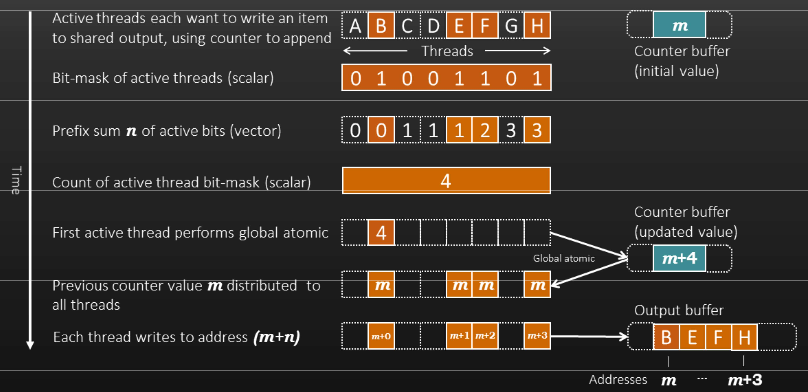 Active threads each want to write an item
to shared output, using counter to append
A B C D E F G H
Threads
m
Counter buffer
(initial value)
Bit-mask of active threads (scalar)
0 1 0 0 1 1 0 1
Prefix sum n of active bits (vector)
0 0 1 1 1 2 3 3
Time
Count of active thread bit-mask (scalar)
4
First active thread performs global atomic
4
Counter buffer
(updated value)
Global atomic
m+4
Previous counter value m distributed to
all threads
m m m m
Each thread writes to address (m+n)
m+0 m+1 m+2 m+3
Output buffer
B E F H
Addresses m ... m+3